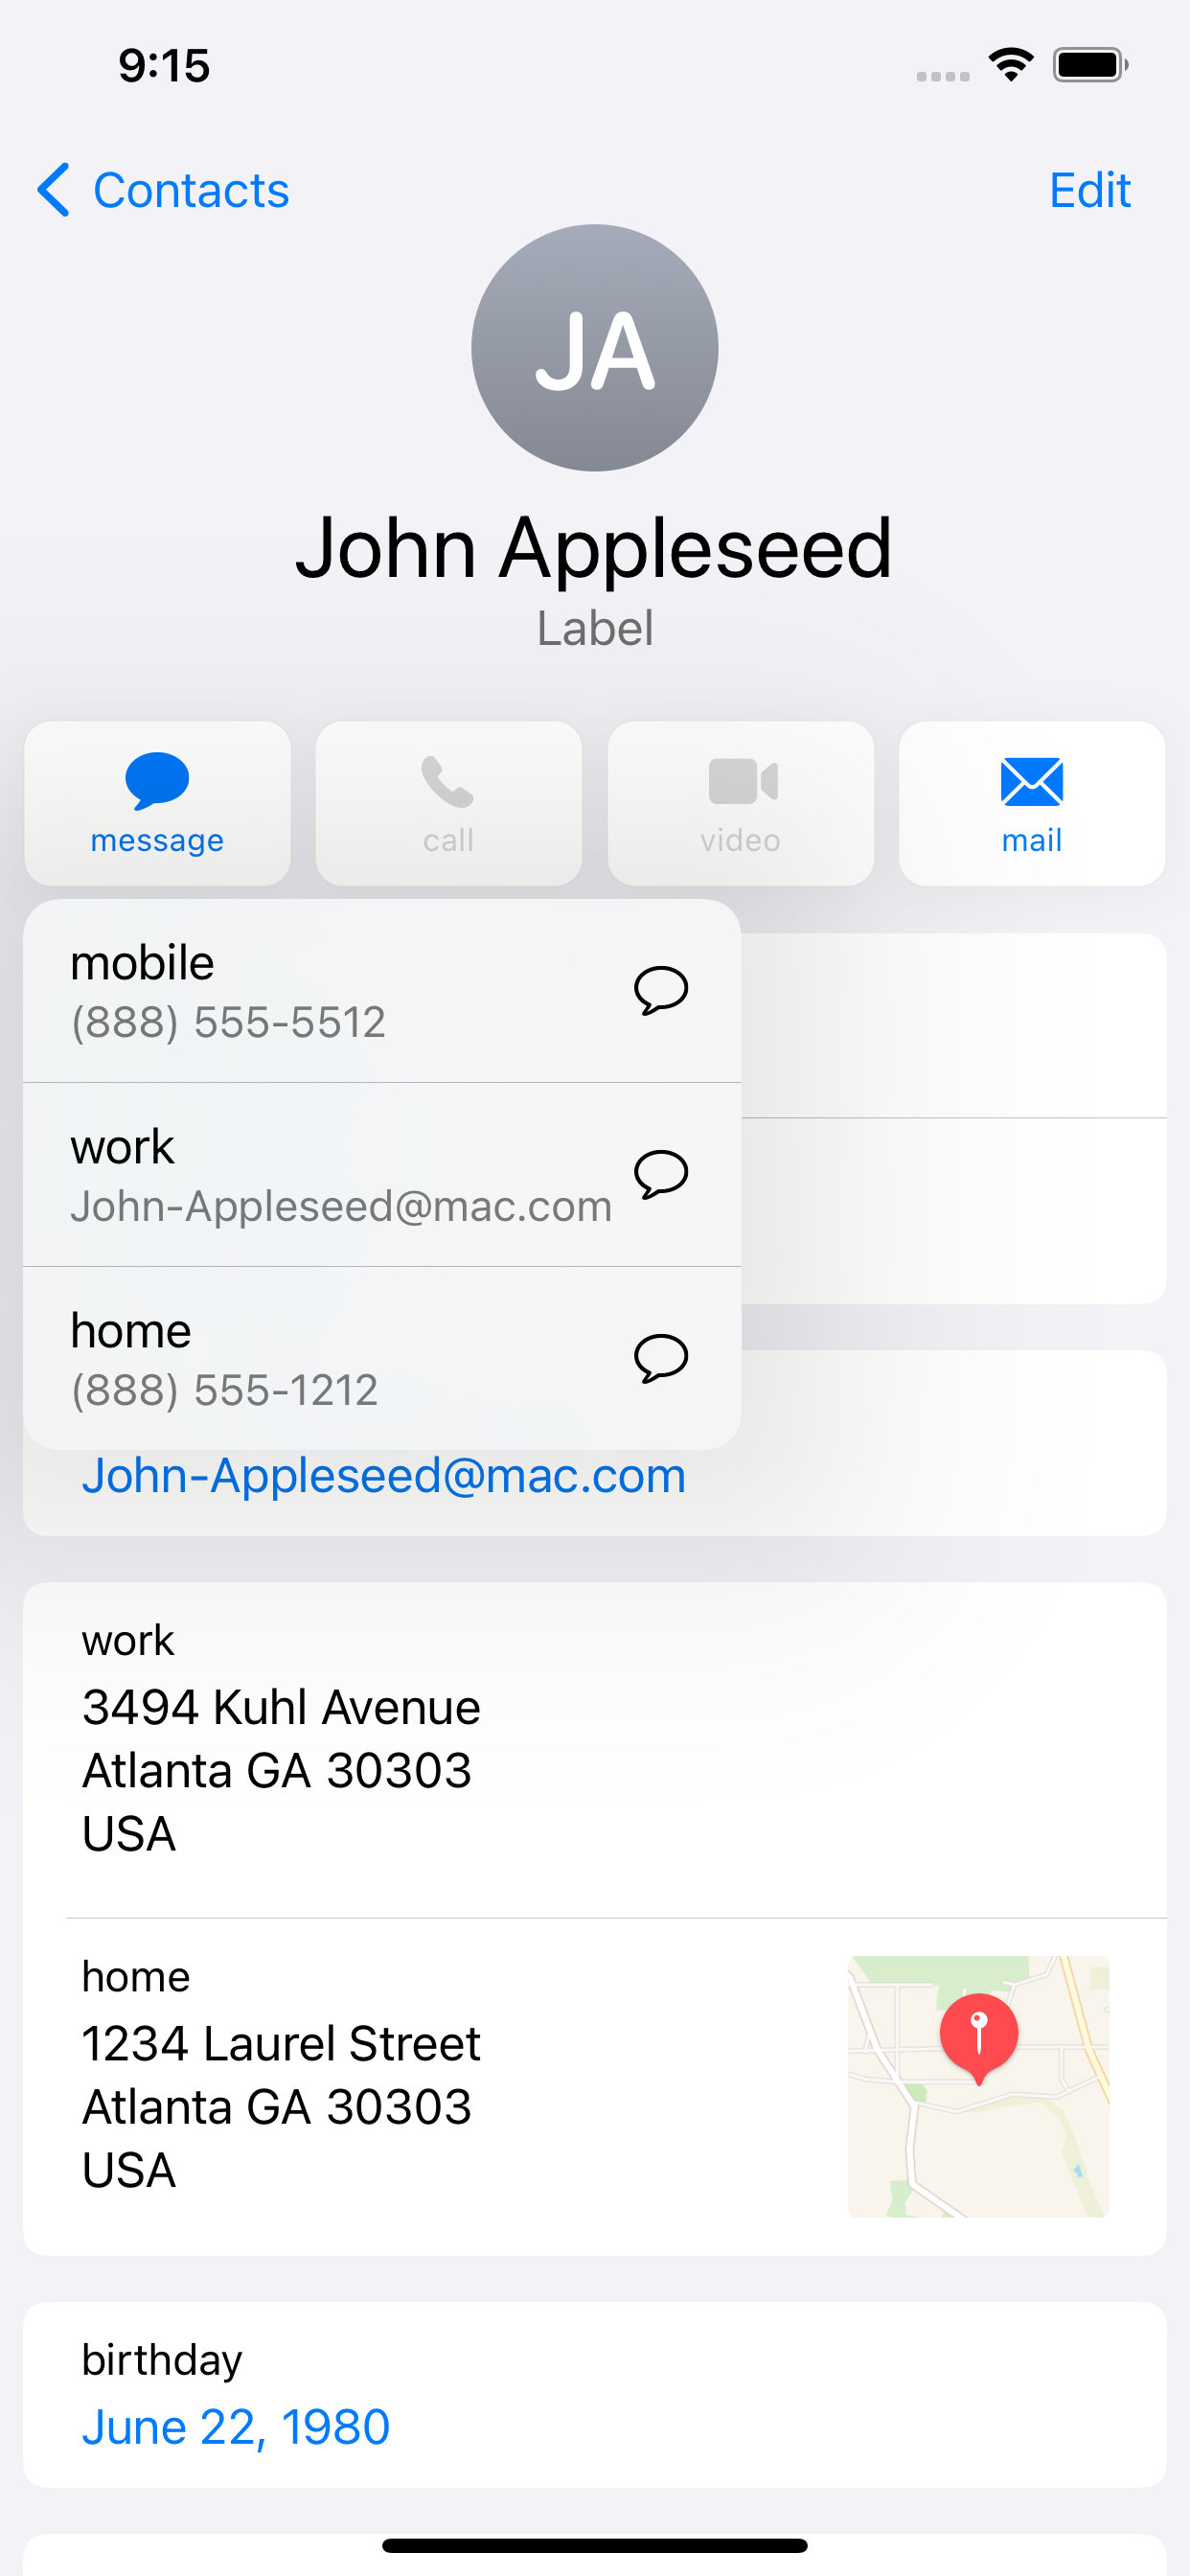 9:15
Contacts
Edit
JA
John Appleseed
Label
message
call
video
mail
mobile
(888) 555-5512
work
John-Appleseed@mac.com
home
(888) 555-1212
John-Appleseed@mac.com
work
3494 Kuhl Avenue
Atlanta GA 30303
USA
home
1234 Laurel Street
Atlanta GA 30303
USA
birthday
June 22, 1980